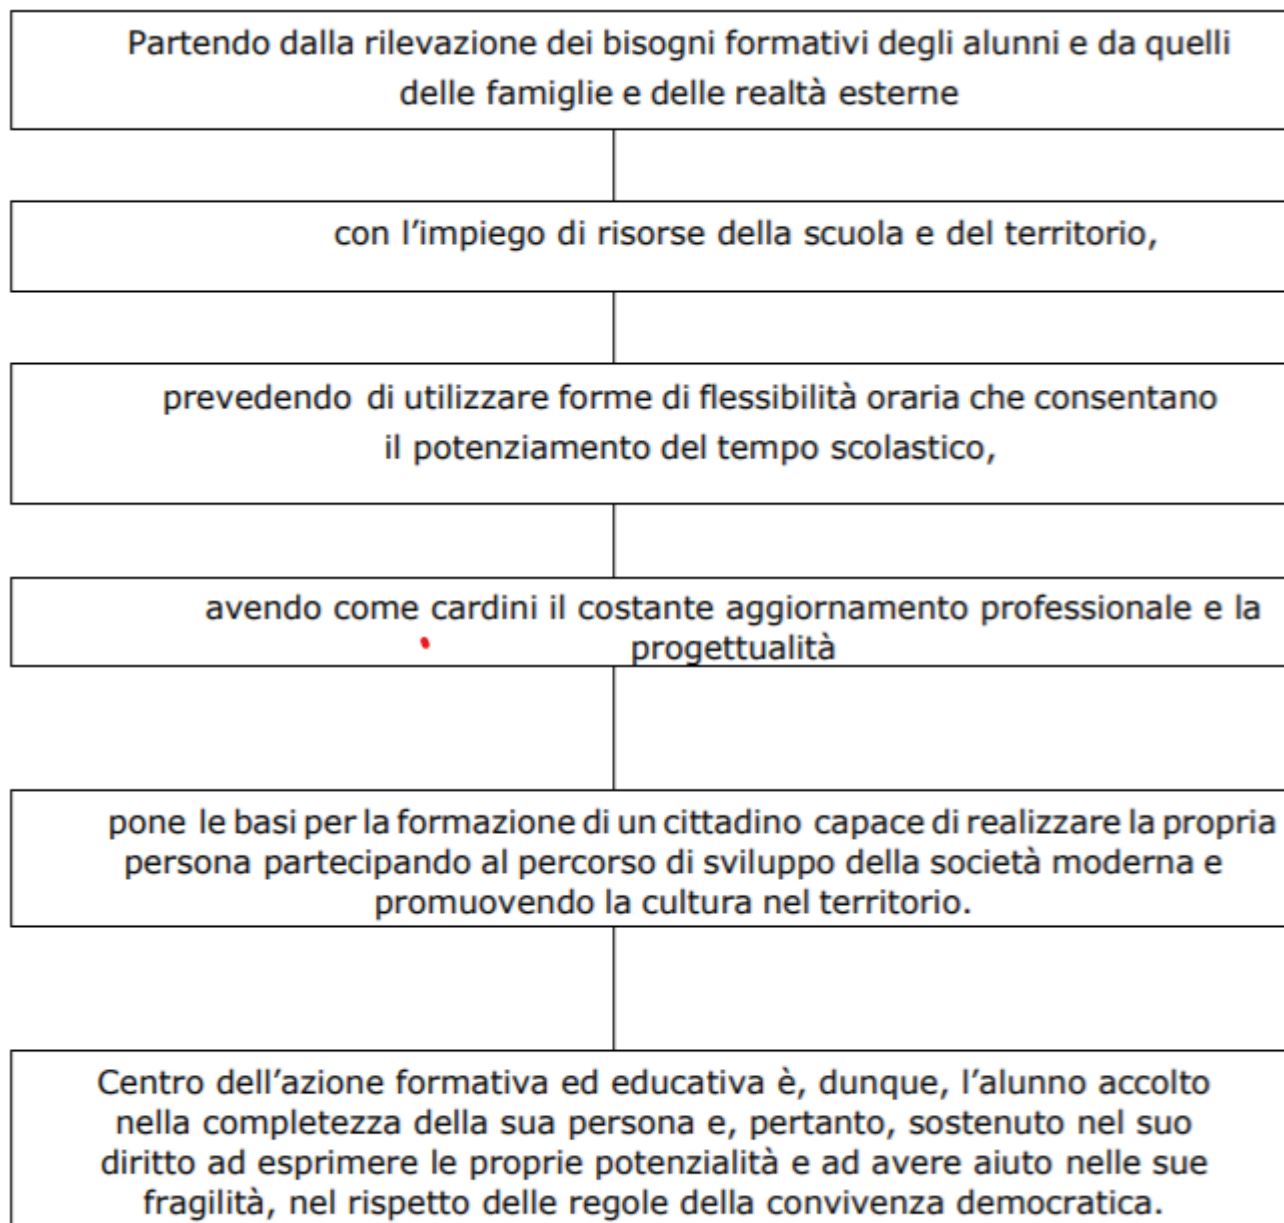 Partendo dalla rilevazione dei bisogni formativi degli alunni e da quelli
delle famiglie e delle realtà esterne
con l’impiego di risorse della scuola e del territorio,
prevedendo di utilizzare forme di flessibilità oraria che consentano
il potenziamento del tempo scolastico,
avendo come cardini il costante aggiornamento professionale e la
progettualità
pone le basi per la formazione di un cittadino capace di realizzare la propria
persona partecipando al percorso di sviluppo della società moderna e
promuovendo la cultura nel territorio.
Centro dell’azione formativa ed educativa è, dunque, l’alunno accolto
nella completezza della sua persona e, pertanto, sostenuto nel suo
diritto ad esprimere le proprie potenzialità e ad avere aiuto nelle sue
fragilità, nel rispetto delle regole della convivenza democratica.